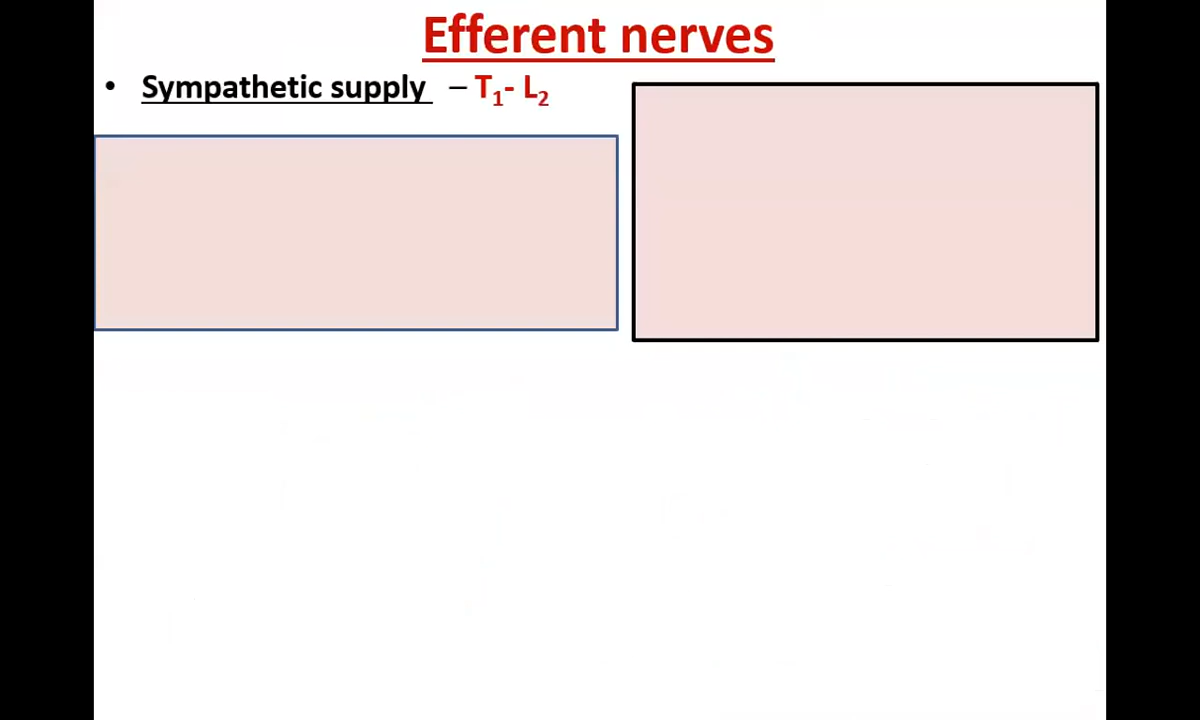 Efferent nerves
• Sympathetic supply – T₁- L₂